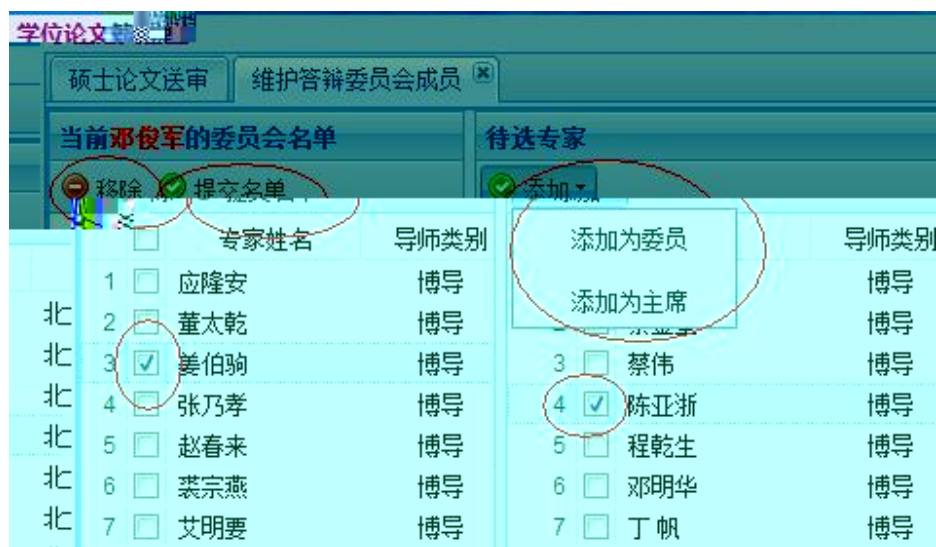 学位论文
硕士论文送审 维护答辩委员会成员
当前邓俊军的委员会名单 待选专家
移除 提交名单 添加
专家姓名 导师类别 添加为委员 导师类别
1 应隆安 博导 博导
添加为主席
北 2 董太乾 博导 博导
北 3 姜伯驹 博导 3 蔡伟 博导
北 4 张乃孝 博导 4 陈亚浙 博导
北 5 赵春来 博导 5 程乾生 博导
北 6 裘宗燕 博导 6 邓明华 博导
北 7 艾明要 博导 7 丁帆 博导